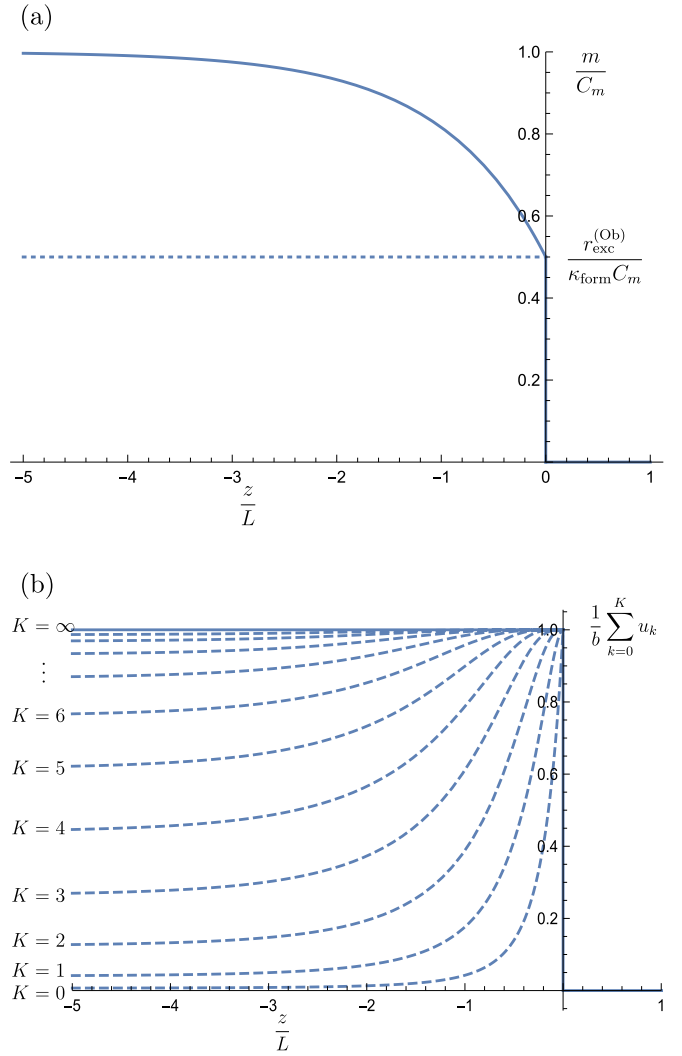 (a)
1.0
m/C_m
0.8
0.6
r_exc^(Ob)/κ_form C_m
0.4
0.2
−5 −4 −3 −2 −1 0 1
z/L
(b)
K = ∞
1.0
1/b ∑_{k=0}^{K} u_k
⋮
0.8
K = 6
K = 5
0.6
K = 4
0.4
K = 3
0.2
K = 2
K = 1
K = 0
−5 −4 −3 −2 −1 1
z/L